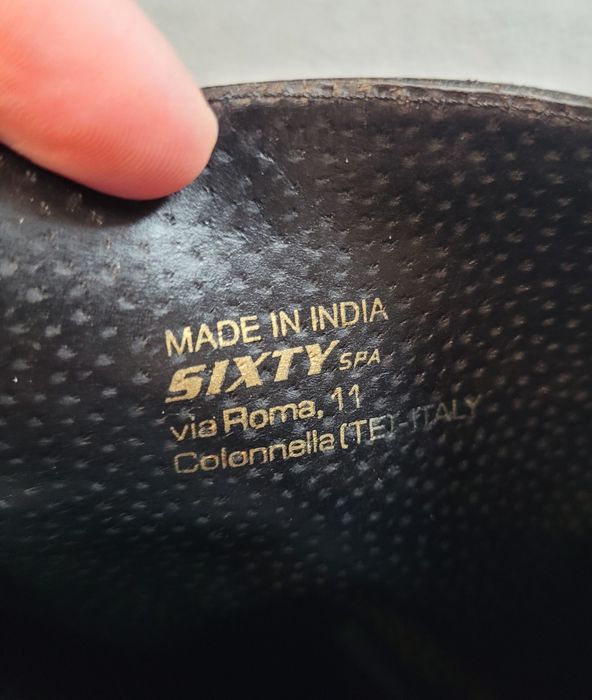 MADE IN INDIA
SIXTY SPA
via Roma, 11
Colonnella (TE)-ITALY